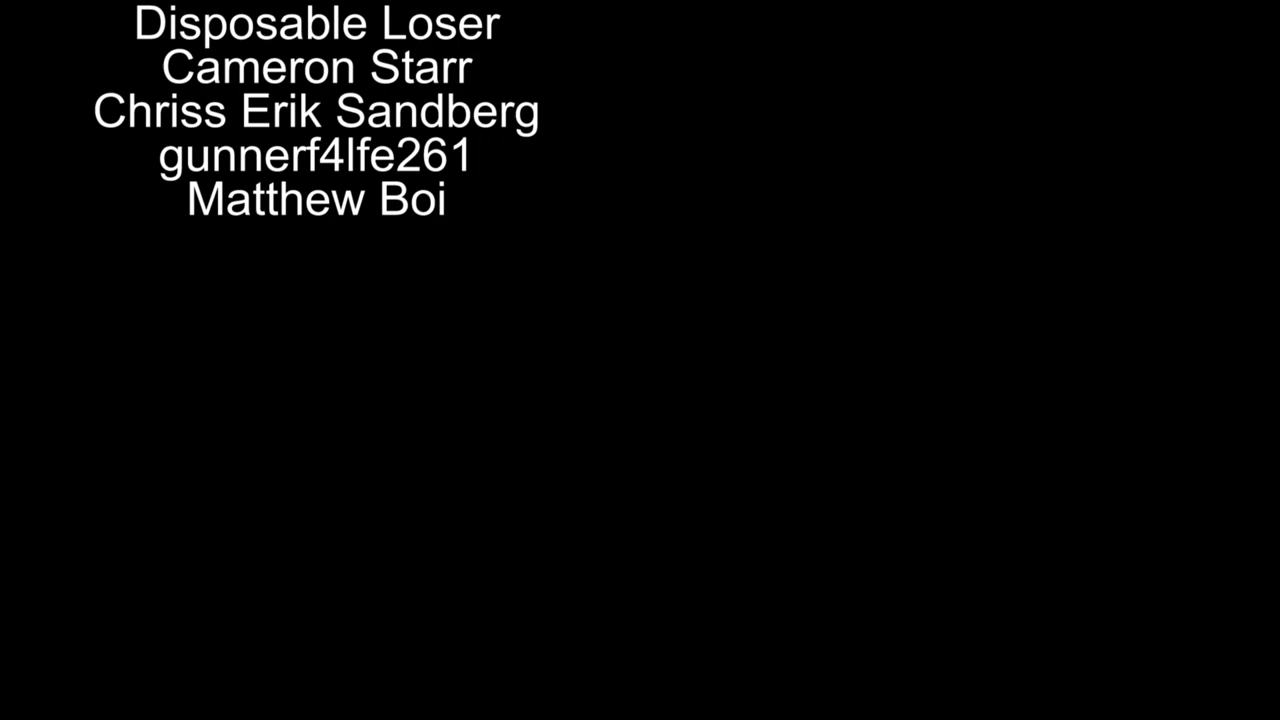 Disposable Loser
Cameron Starr
Chriss Erik Sandberg
gunnerf4lfe261
Matthew Boi